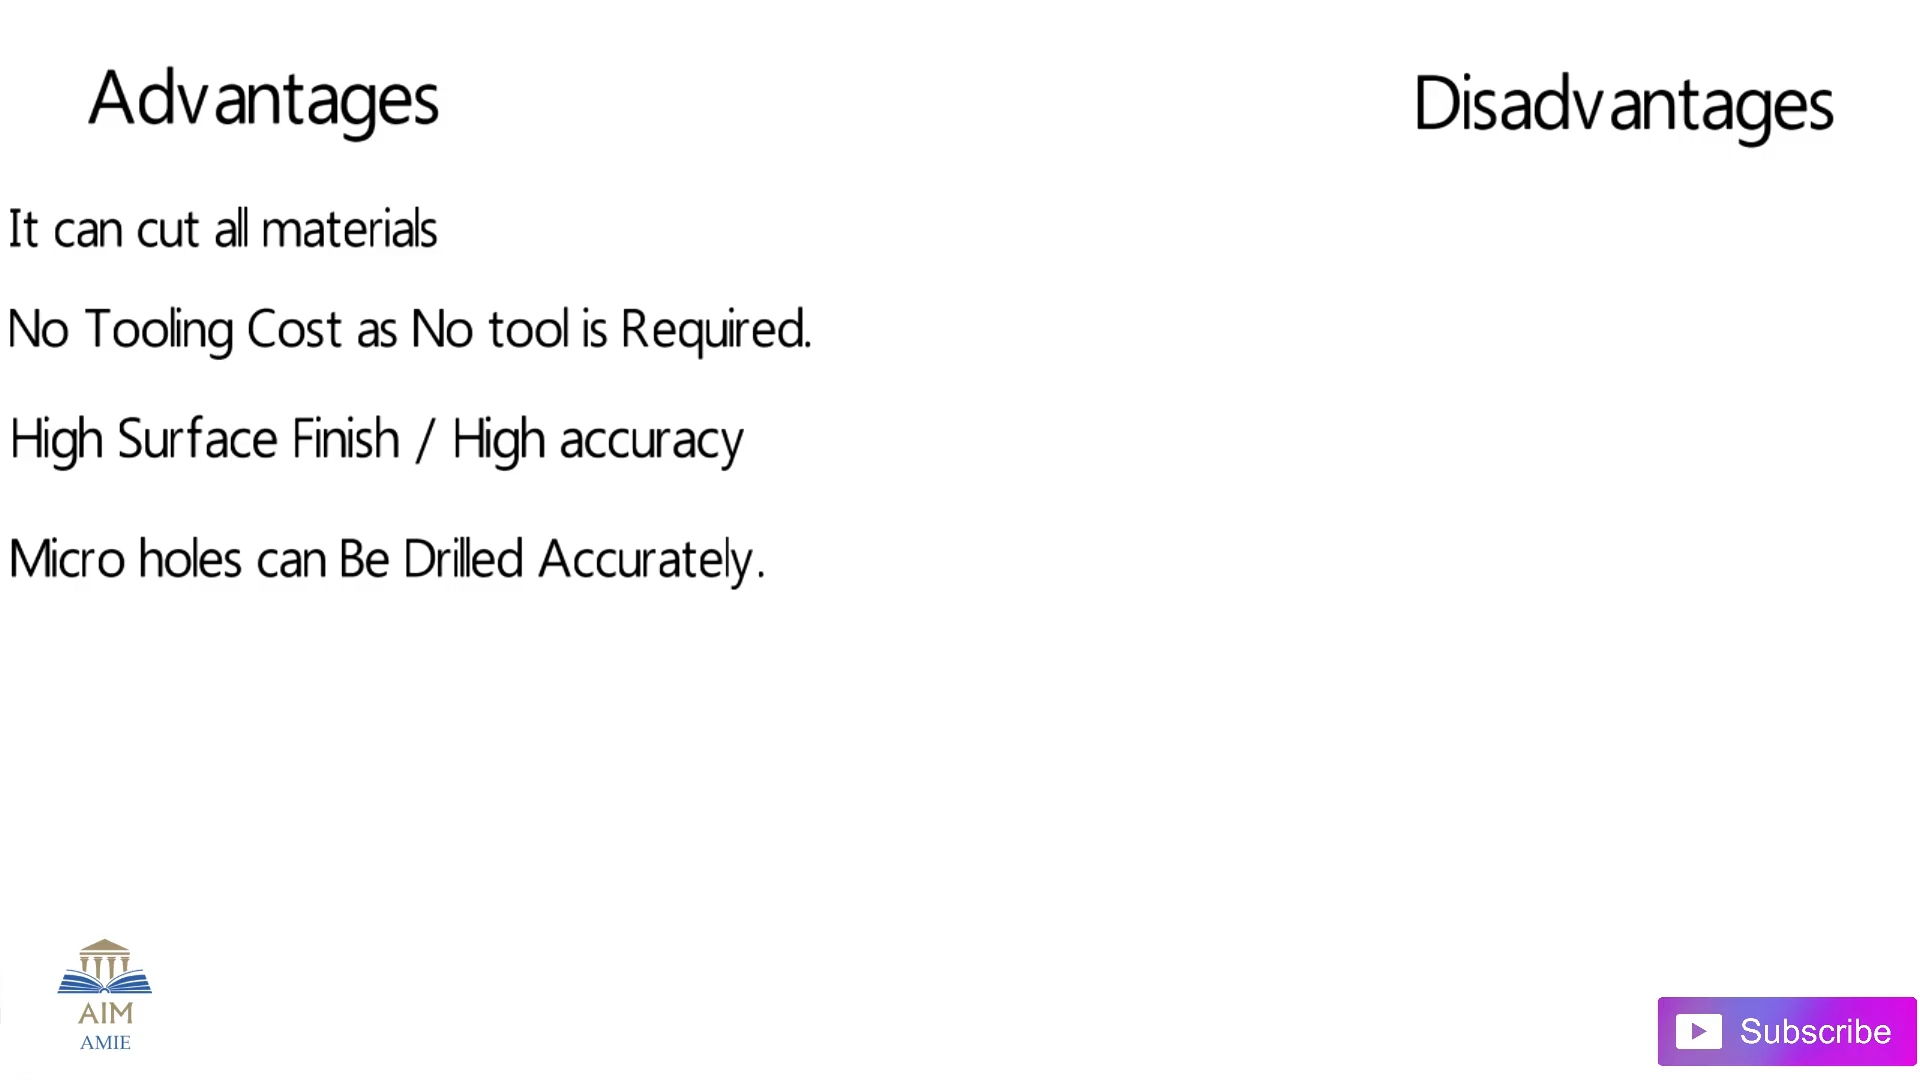 Advantages
Disadvantages
It can cut all materials
No Tooling Cost as No tool is Required.
High Surface Finish / High accuracy
Micro holes can Be Drilled Accurately.
AIM
AMIE
Subscribe